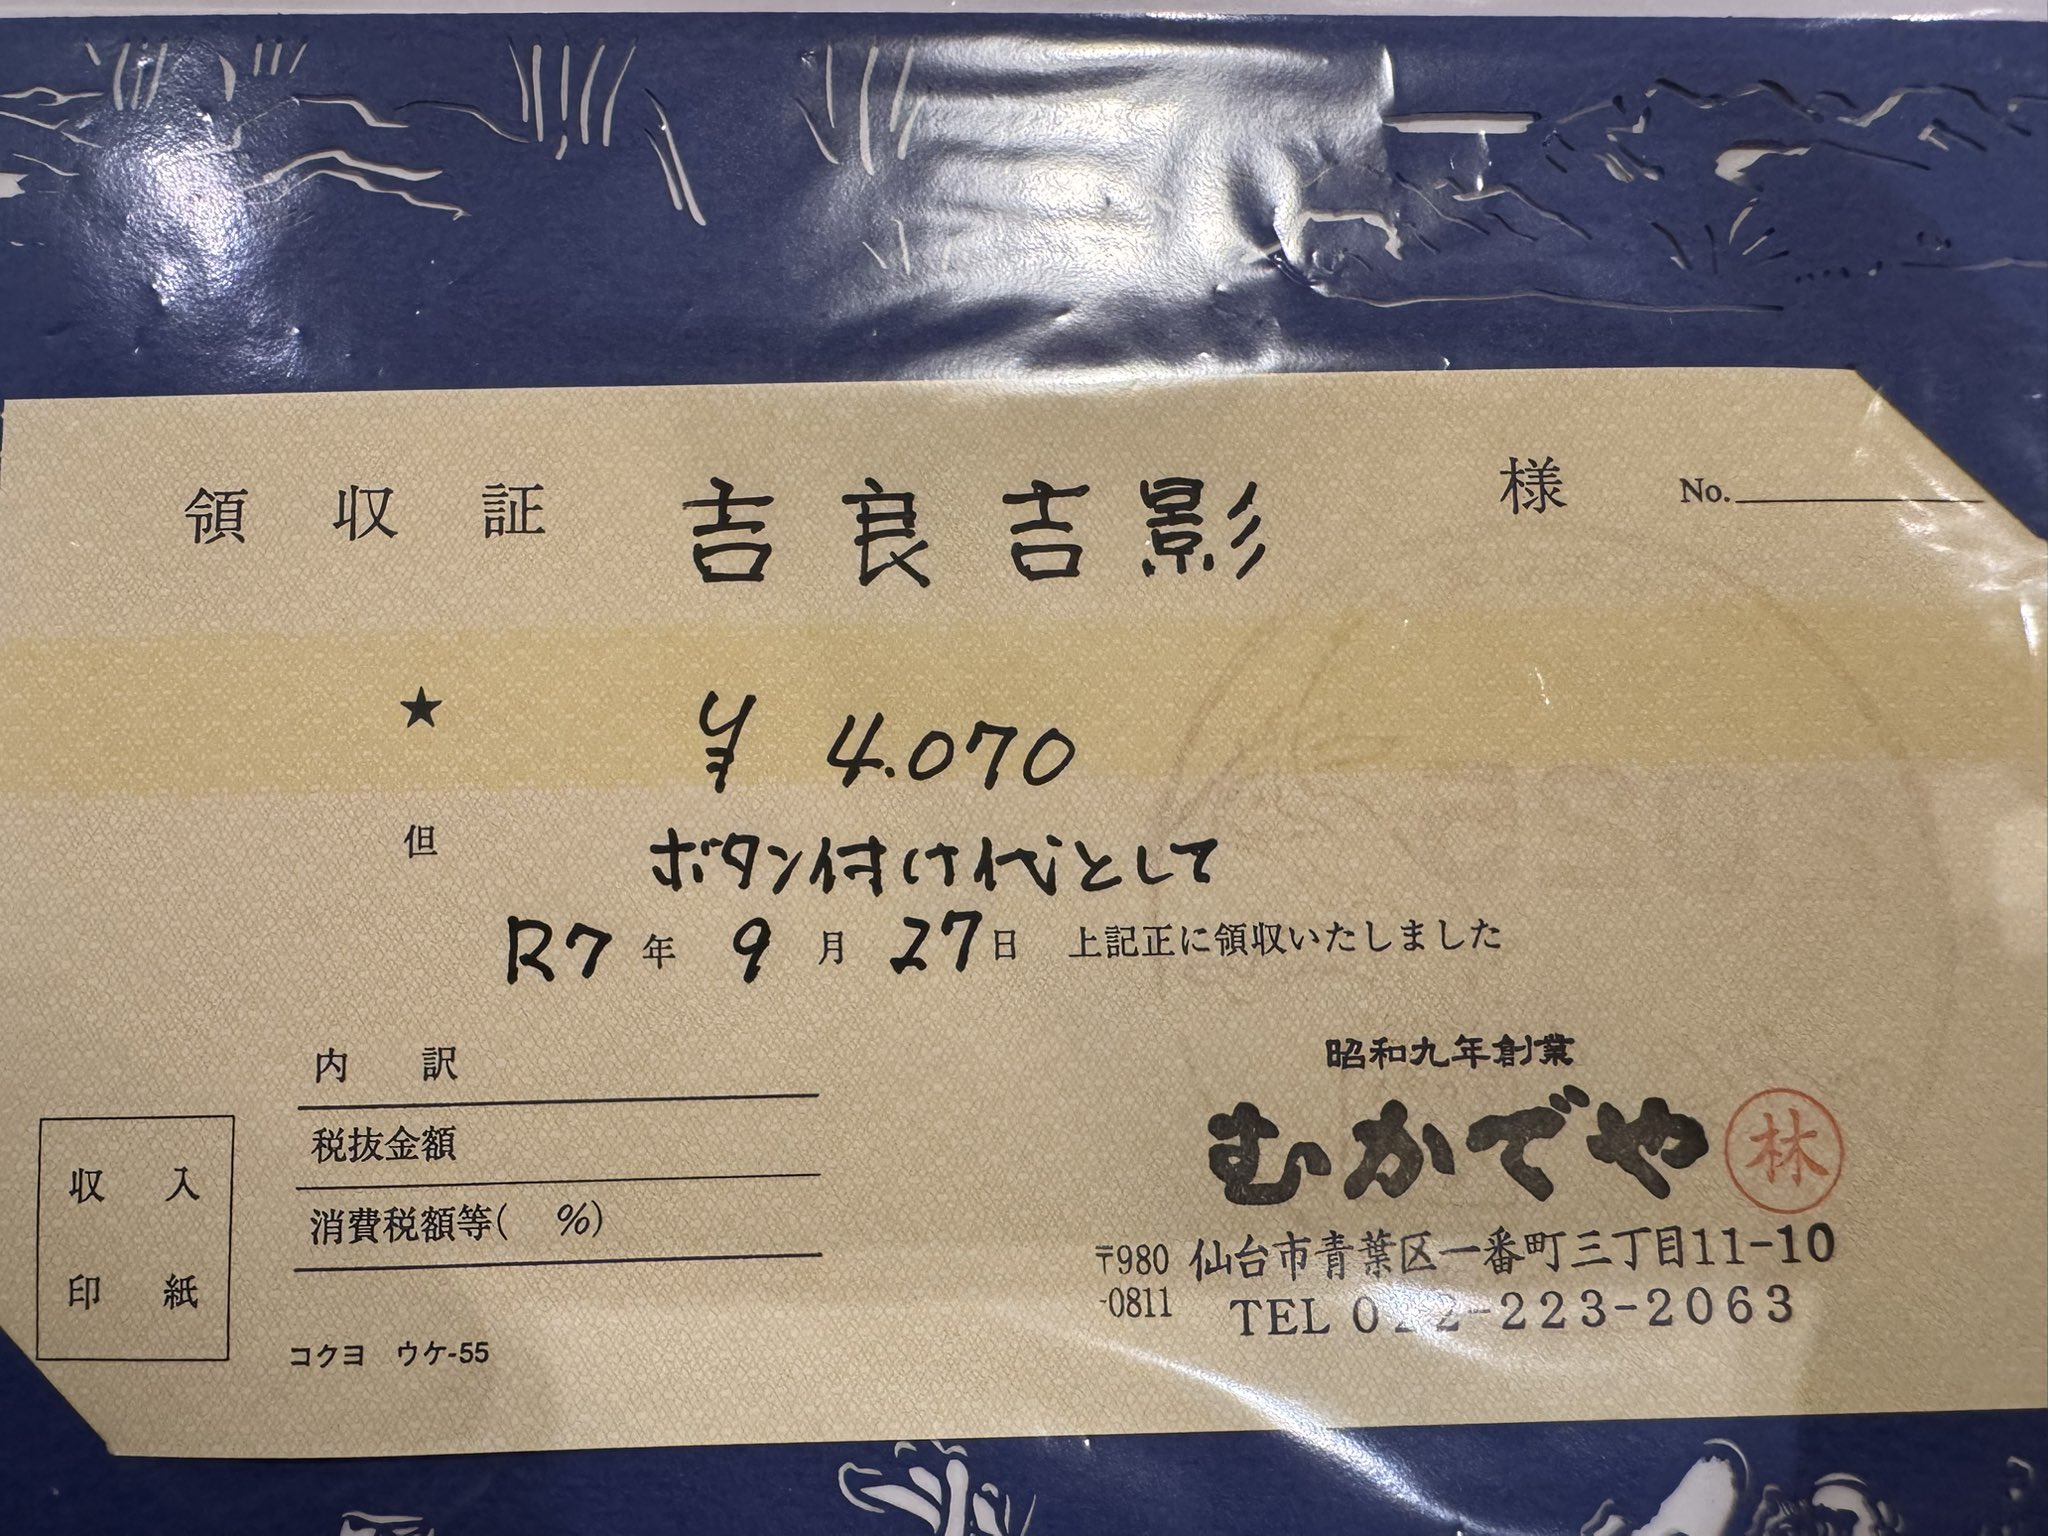 領収証 吉良吉影 様 No.
★ ¥ 4.070
但 ボタン付け代として
R7年 9月 27日 上記正に領収いたしました
内訳
税抜金額
消費税額等( %)
収入
印紙
コクヨ ウケ-55
昭和九年創業
むかでや 林
〒980-0811 仙台市青葉区一番町三丁目11-10
TEL 022-223-2063